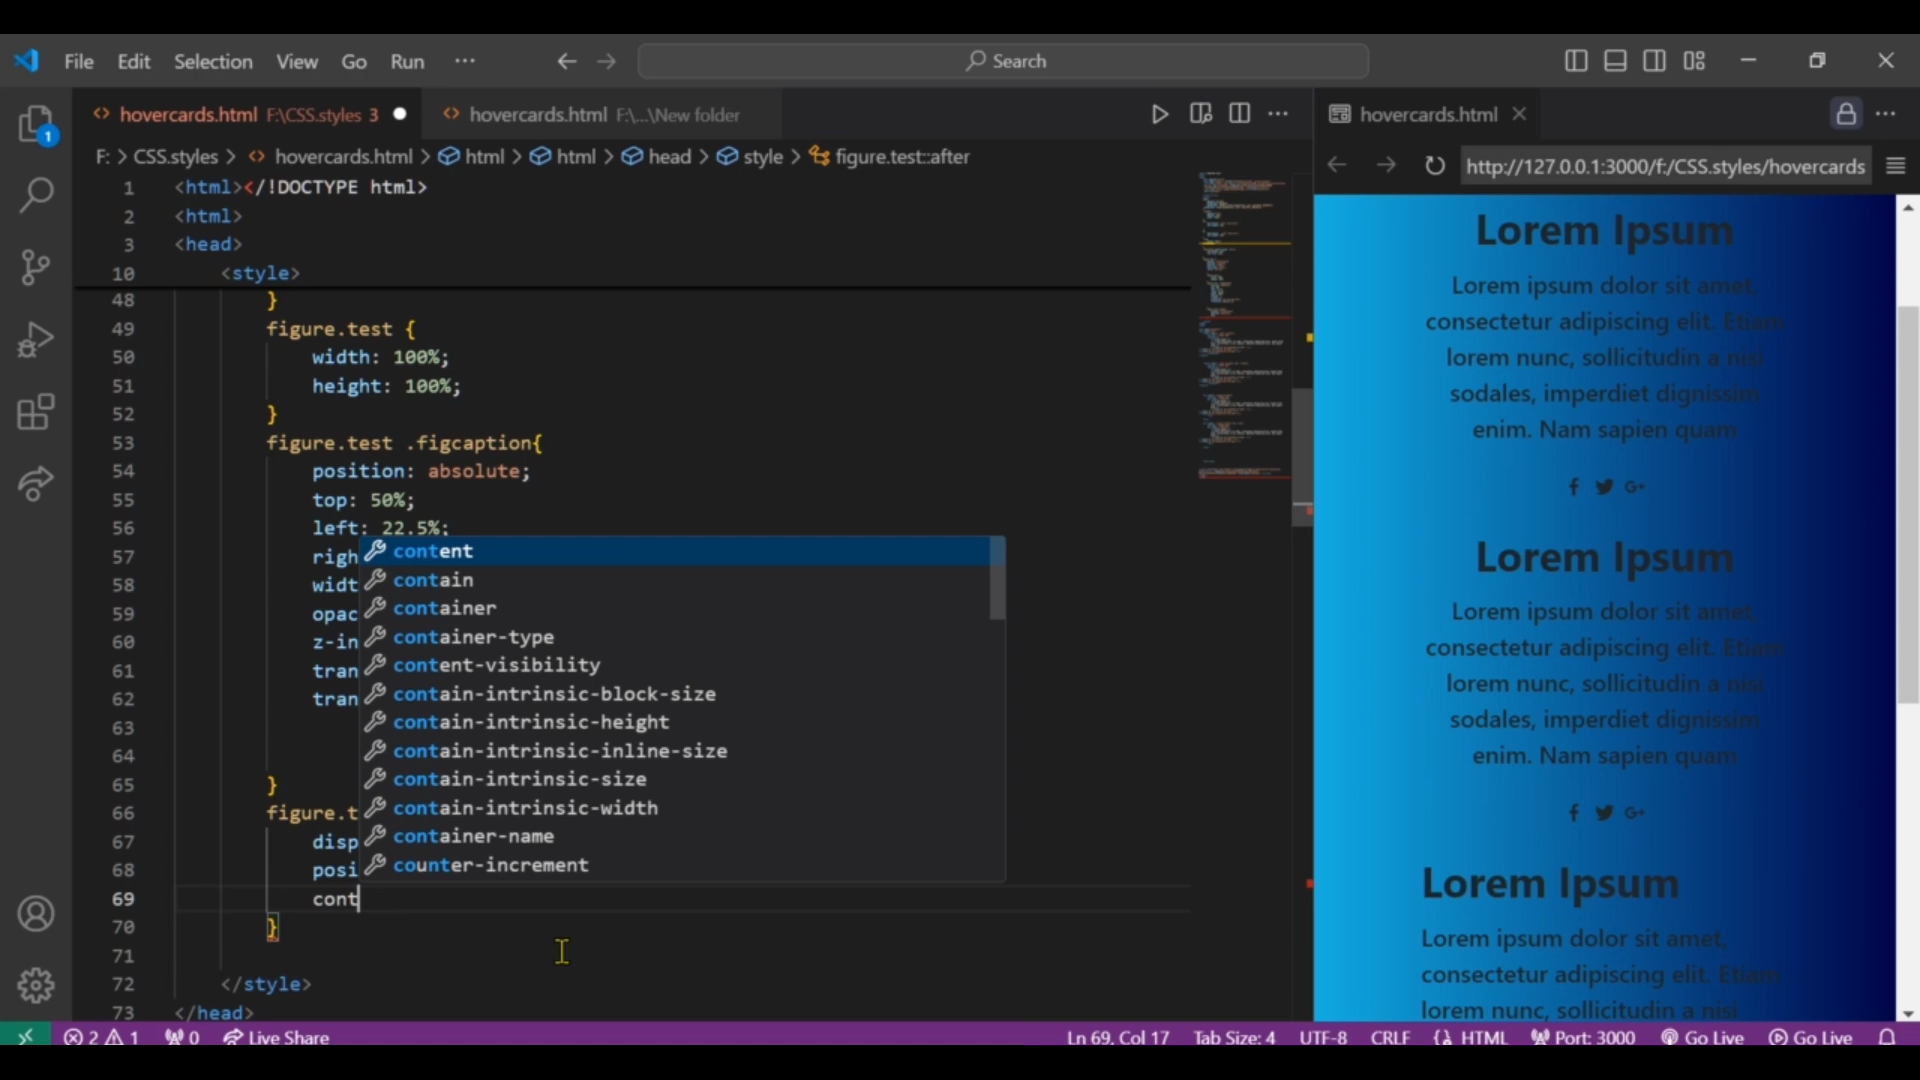 File Edit Selection View Go Run ··· Search
hovercards.html F:\CSS.styles 3
hovercards.html F:\...\New folder
hovercards.html
F: > CSS.styles > hovercards.html > html > html > head > style > figure.test::after
http://127.0.0.1:3000/f:/CSS.styles/hovercards
1 <html></!DOCTYPE html>
2 <html>
3 <head>
10 <style>
48 }
49 figure.test {
50 width: 100%;
51 height: 100%;
52 }
53 figure.test .figcaption{
54 position: absolute;
55 top: 50%;
56 left: 22.5%;
57 righ
58 widt
59 opac
60 z-in
61 tran
62 tran
63
64
65 }
66 figure.t
67 disp
68 posi
69 cont
70 }
71
72 </style>
73 </head>
content
contain
container
container-type
content-visibility
contain-intrinsic-block-size
contain-intrinsic-height
contain-intrinsic-inline-size
contain-intrinsic-size
contain-intrinsic-width
container-name
counter-increment
Lorem Ipsum
Lorem ipsum dolor sit amet,
consectetur adipiscing elit. Etiam
lorem nunc, sollicitudin a nisi
sodales, imperdiet dignissim
enim. Nam sapien quam
G+
Lorem Ipsum
Lorem ipsum dolor sit amet,
consectetur adipiscing elit. Etiam
lorem nunc, sollicitudin a nisi
sodales, imperdiet dignissim
enim. Nam sapien quam
G+
Lorem Ipsum
Lorem ipsum dolor sit amet,
consectetur adipiscing elit. Etiam
lorem nunc, sollicitudin a nisi
1
2 1 0 Live Share Ln 69, Col 17 Tab Size: 4 UTF-8 CRLF HTML Port: 3000 Go Live Go Live